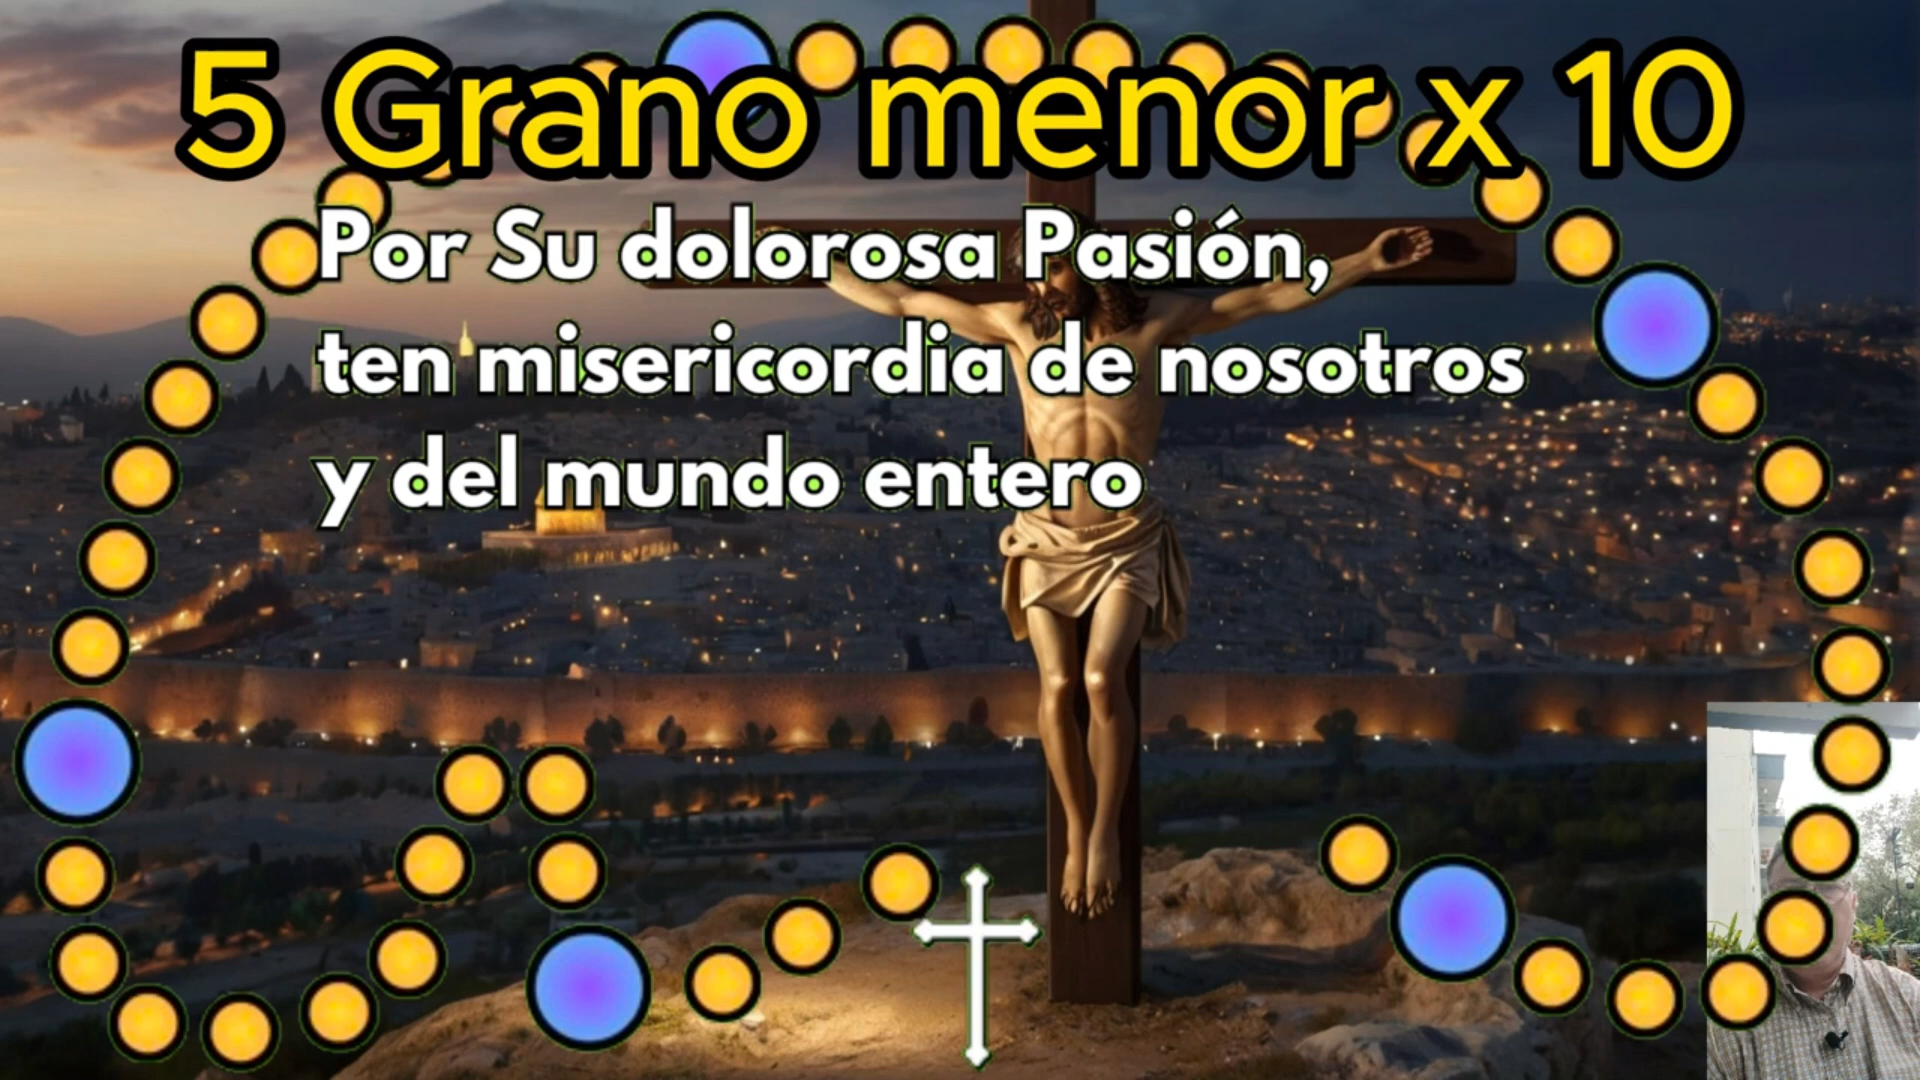 5 Grano menor x 10
Por Su dolorosa Pasión,
ten misericordia de nosotros
y del mundo entero